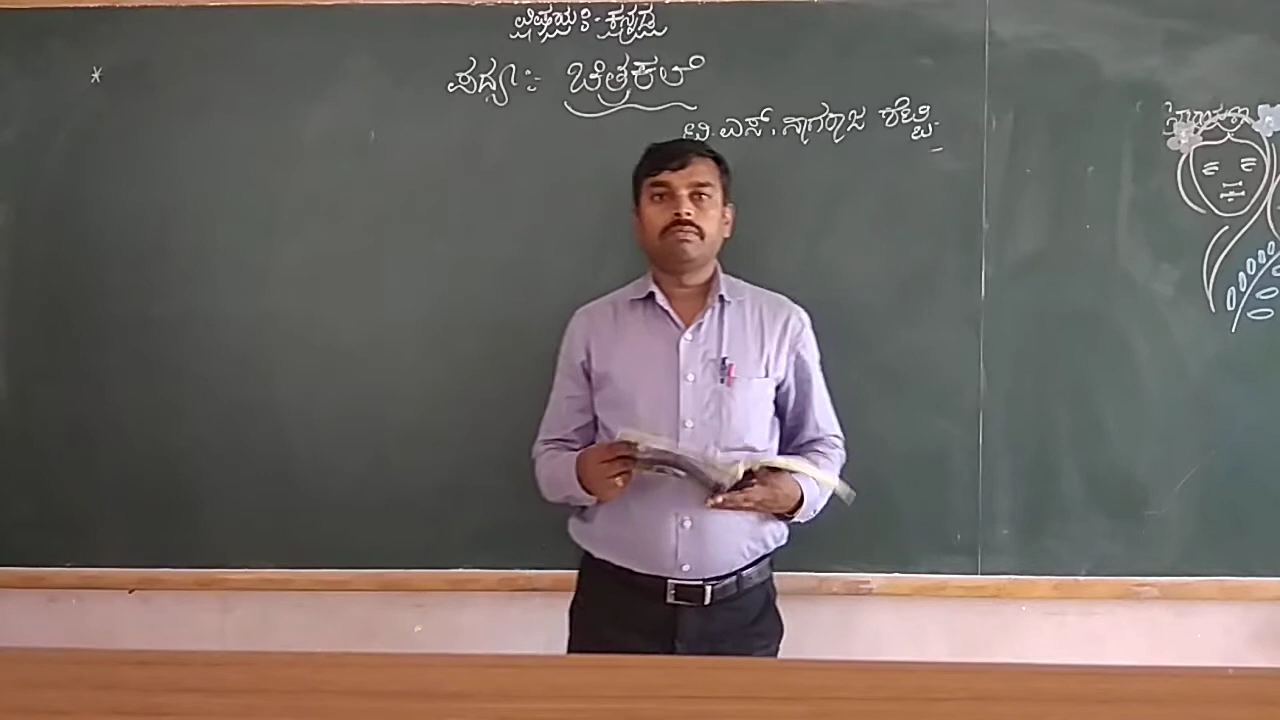 ವಿಷಯ :- ಕನ್ನಡ
* ಪದ್ಯ :- ಚಿತ್ರಕಲೆ
ಟಿ. ಎಸ್. ನಾಗರಾಜ ಶೆಟ್ಟಿ.